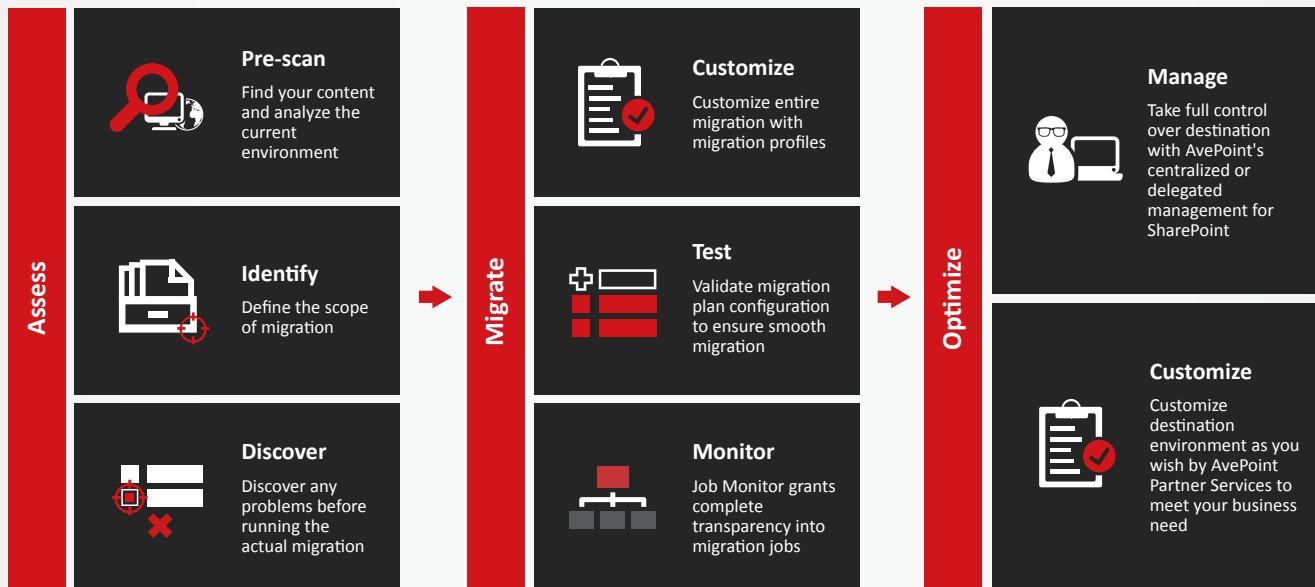 Assess
Pre-scan
Find your content
and analyze the
current
environment
Identify
Define the scope
of migration
Discover
Discover any
problems before
running the
actual migration
Migrate
Customize
Customize entire
migration with
migration profiles
Test
Validate migration
plan configuration
to ensure smooth
migration
Monitor
Job Monitor grants
complete
transparency into
migration jobs
Optimize
Manage
Take full control
over destination
with AvePoint's
centralized or
delegated
management for
SharePoint
Customize
Customize
destination
environment as you
wish by AvePoint
Partner Services to
meet your business
need